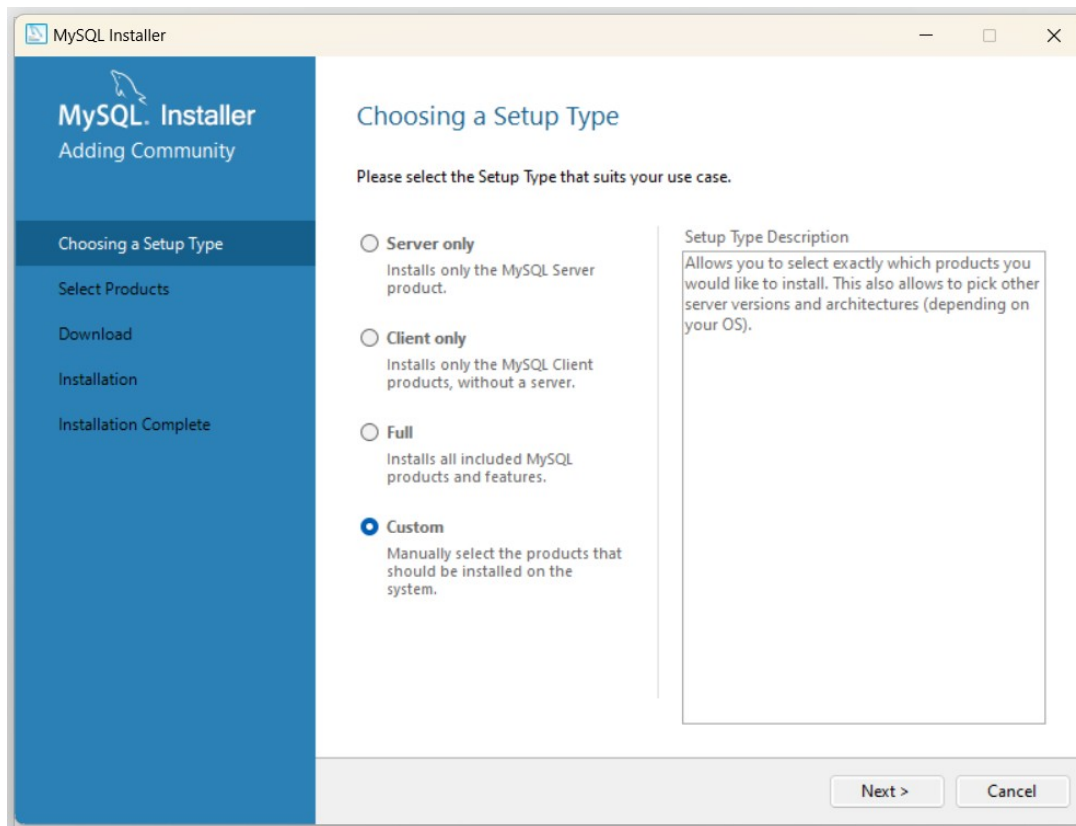 MySQL Installer
MySQL. Installer
Adding Community
Choosing a Setup Type
Select Products
Download
Installation
Installation Complete
Choosing a Setup Type
Please select the Setup Type that suits your use case.
Server only
Installs only the MySQL Server
product.
Client only
Installs only the MySQL Client
products, without a server.
Full
Installs all included MySQL
products and features.
Custom
Manually select the products that
should be installed on the
system.
Setup Type Description
Allows you to select exactly which products you
would like to install. This also allows to pick other
server versions and architectures (depending on
your OS).
Next >
Cancel